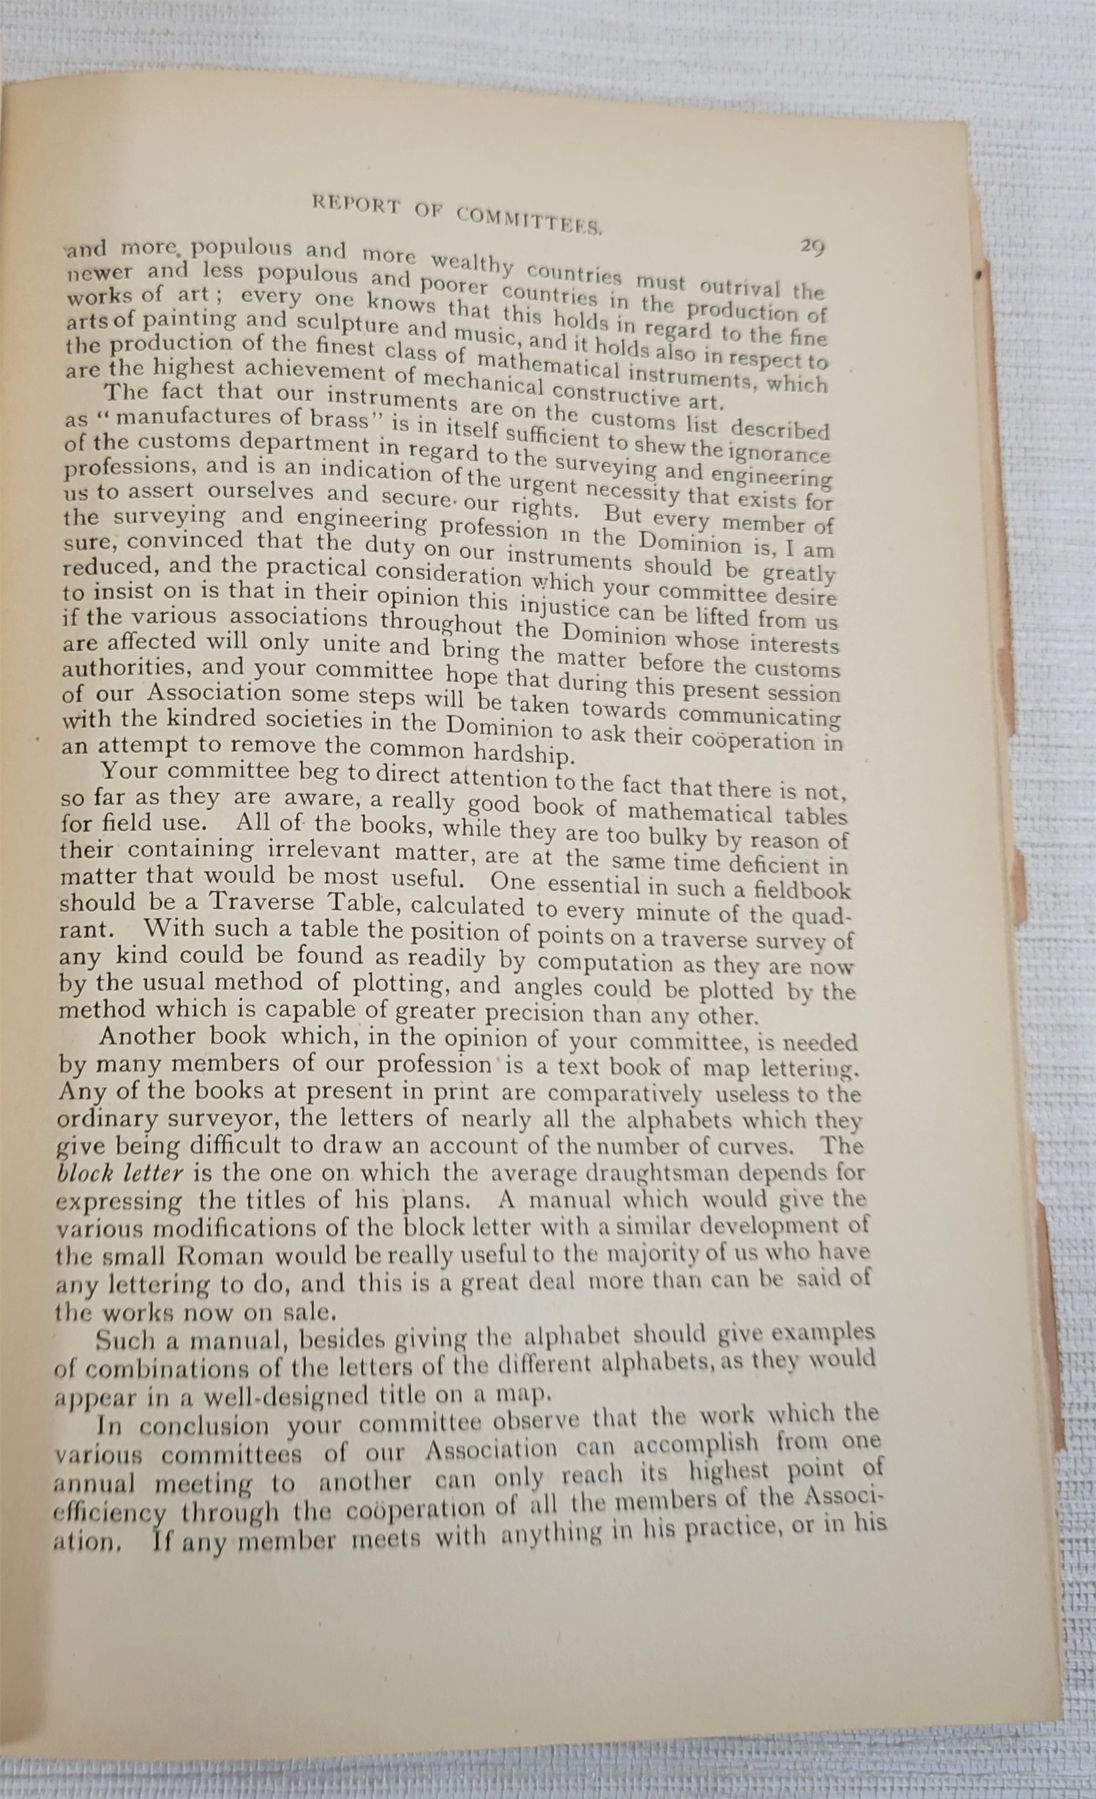 REPORT OF COMMITTEES.
29
and more populous and more wealthy countries must outrival the
newer and less populous and poorer countries in the production of
works of art ; every one knows that this holds in regard to the fine
arts of painting and sculpture and music, and it holds also in respect to
the production of the finest class of mathematical instruments, which
are the highest achievement of mechanical constructive art.
The fact that our instruments are on the customs list described
as “ manufactures of brass” is in itself sufficient to shew the ignorance
of the customs department in regard to the surveying and engineering
professions, and is an indication of the urgent necessity that exists for
us to assert ourselves and secure our rights. But every member of
the surveying and engineering profession in the Dominion is, I am
sure, convinced that the duty on our instruments should be greatly
reduced, and the practical consideration which your committee desire
to insist on is that in their opinion this injustice can be lifted from us
if the various associations throughout the Dominion whose interests
are affected will only unite and bring the matter before the customs
authorities, and your committee hope that during this present session
of our Association some steps will be taken towards communicating
with the kindred societies in the Dominion to ask their coöperation in
an attempt to remove the common hardship.
Your committee beg to direct attention to the fact that there is not,
so far as they are aware, a really good book of mathematical tables
for field use. All of the books, while they are too bulky by reason of
their containing irrelevant matter, are at the same time deficient in
matter that would be most useful. One essential in such a fieldbook
should be a Traverse Table, calculated to every minute of the quad-
rant. With such a table the position of points on a traverse survey of
any kind could be found as readily by computation as they are now
by the usual method of plotting, and angles could be plotted by the
method which is capable of greater precision than any other.
Another book which, in the opinion of your committee, is needed
by many members of our profession is a text book of map lettering.
Any of the books at present in print are comparatively useless to the
ordinary surveyor, the letters of nearly all the alphabets which they
give being difficult to draw an account of the number of curves. The
block letter is the one on which the average draughtsman depends for
expressing the titles of his plans. A manual which would give the
various modifications of the block letter with a similar development of
the small Roman would be really useful to the majority of us who have
any lettering to do, and this is a great deal more than can be said of
the works now on sale.
Such a manual, besides giving the alphabet should give examples
of combinations of the letters of the different alphabets, as they would
appear in a well-designed title on a map.
In conclusion your committee observe that the work which the
various committees of our Association can accomplish from one
annual meeting to another can only reach its highest point of
efficiency through the coöperation of all the members of the Associ-
ation. If any member meets with anything in his practice, or in his